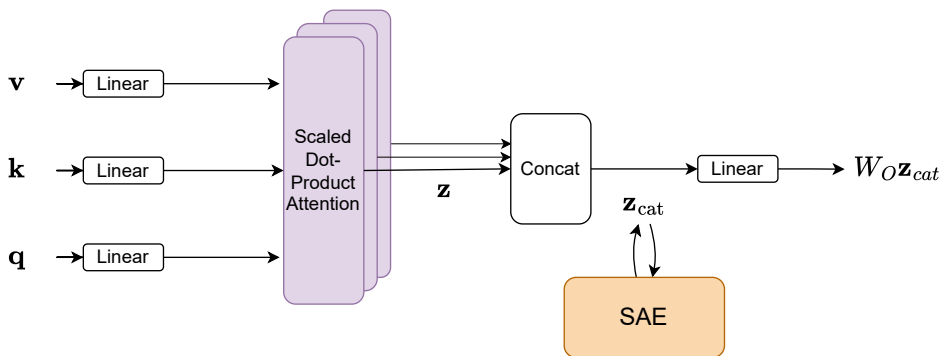 v
Linear
k
Linear
q
Linear
Scaled
Dot-
Product
Attention
z
Concat
z_cat
SAE
Linear
W_O z_cat